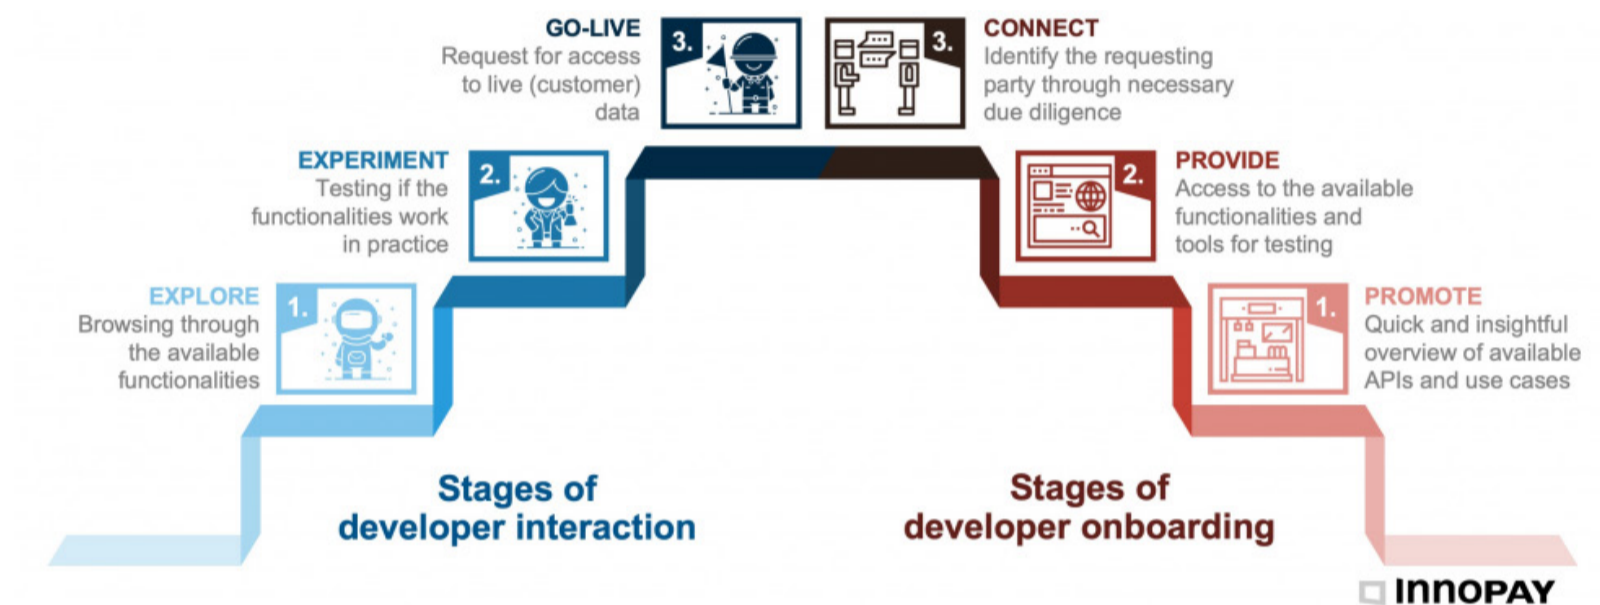 GO-LIVE
Request for access
to live (customer)
data
3.
3.
CONNECT
Identify the requesting
party through necessary
due diligence
EXPERIMENT
Testing if the
functionalities work
in practice
2.
2.
PROVIDE
Access to the available
functionalities and
tools for testing
EXPLORE
Browsing through
the available
functionalities
1.
1.
PROMOTE
Quick and insightful
overview of available
APIs and use cases
Stages of
developer interaction
Stages of
developer onboarding
INNOPAY